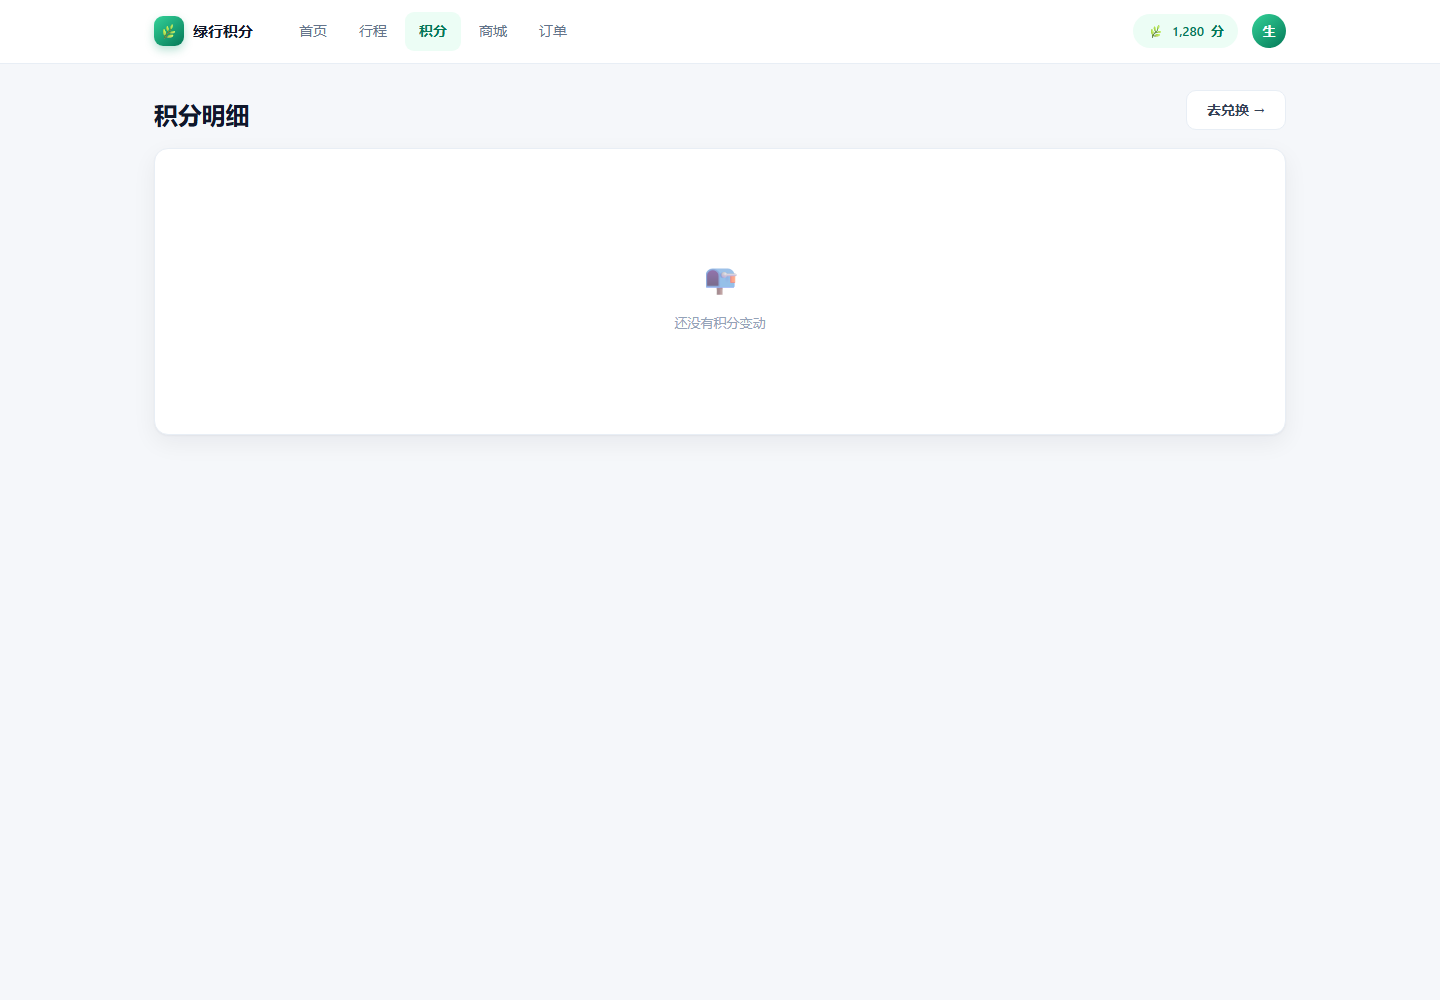 绿行积分
首页
行程
积分
商城
订单
1,280 分
生
积分明细
去兑换 →
还没有积分变动